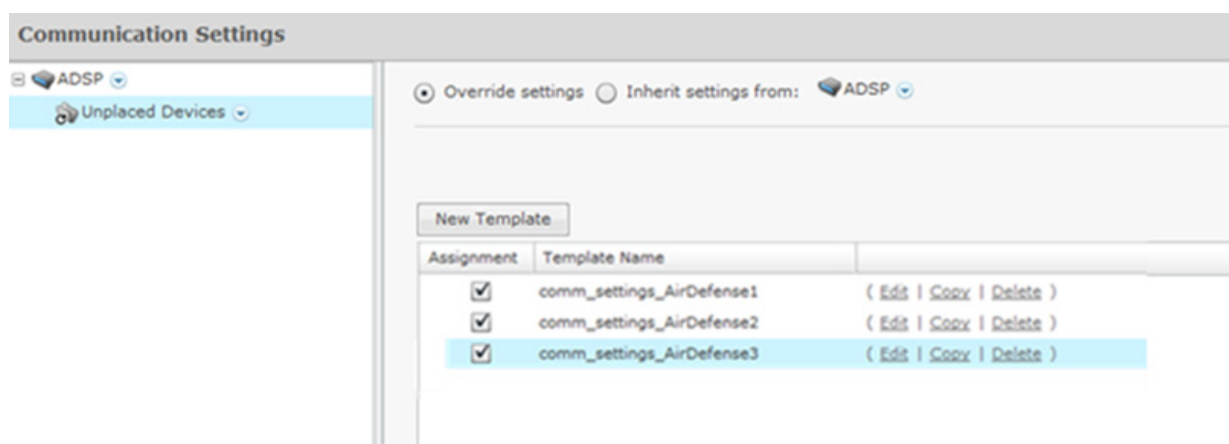 Communication Settings
ADSP
Unplaced Devices
Override settings Inherit settings from: ADSP
New Template
Assignment Template Name
comm_settings_AirDefense1 ( Edit | Copy | Delete )
comm_settings_AirDefense2 ( Edit | Copy | Delete )
comm_settings_AirDefense3 ( Edit | Copy | Delete )